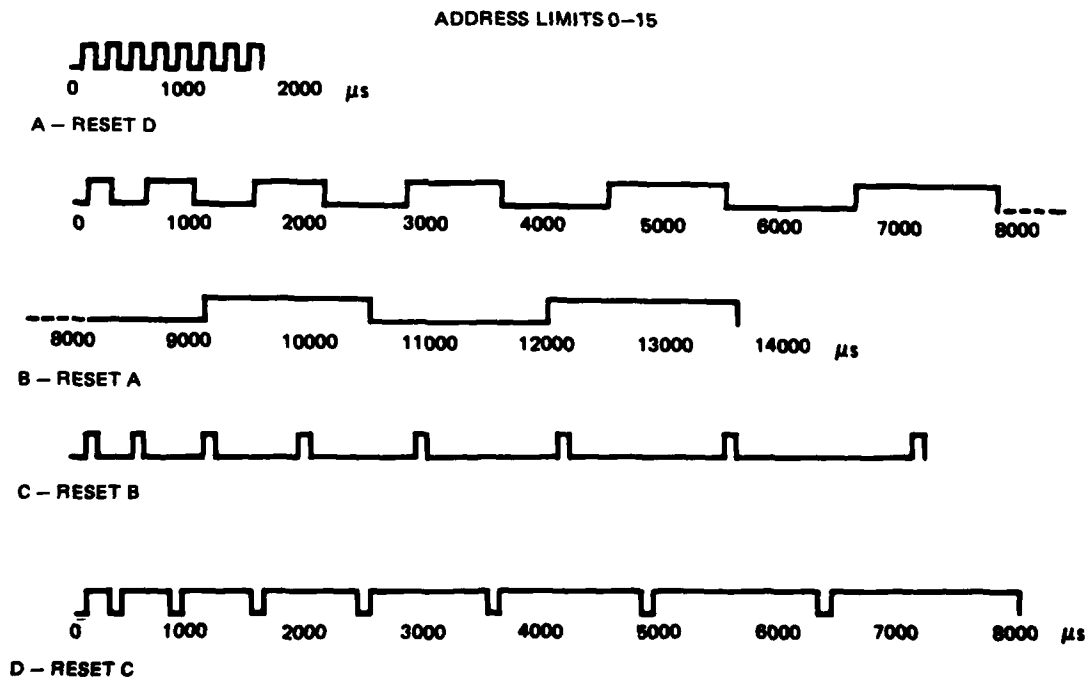 ADDRESS LIMITS 0–15
0 1000 2000 μs
A – RESET D
0 1000 2000 3000 4000 5000 6000 7000 8000
8000 9000 10000 11000 12000 13000 14000 μs
B – RESET A
C – RESET B
0 1000 2000 3000 4000 5000 6000 7000 8000 μs
D – RESET C